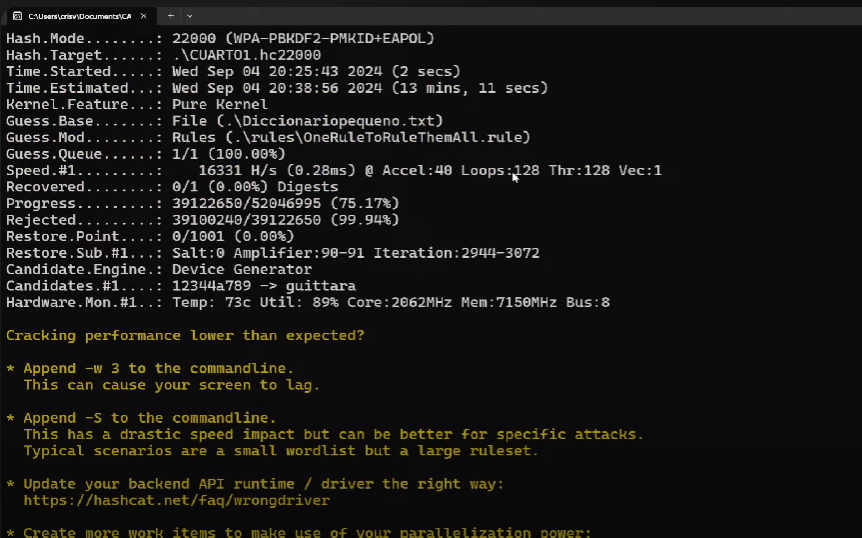 C:\Users\crisv\Documents\CA
Hash.Mode........: 22000 (WPA-PBKDF2-PMKID+EAPOL)
Hash.Target......: .\CUARTO1.hc22000
Time.Started.....: Wed Sep 04 20:25:43 2024 (2 secs)
Time.Estimated...: Wed Sep 04 20:38:56 2024 (13 mins, 11 secs)
Kernel.Feature...: Pure Kernel
Guess.Base.......: File (.\Diccionariopequeno.txt)
Guess.Mod........: Rules (.\rules\OneRuleToRuleThemAll.rule)
Guess.Queue......: 1/1 (100.00%)
Speed.#1.........:    16331 H/s (0.28ms) @ Accel:40 Loops:128 Thr:128 Vec:1
Recovered........: 0/1 (0.00%) Digests
Progress.........: 39122650/52046995 (75.17%)
Rejected.........: 39100240/39122650 (99.94%)
Restore.Point....: 0/1001 (0.00%)
Restore.Sub.#1...: Salt:0 Amplifier:90-91 Iteration:2944-3072
Candidate.Engine.: Device Generator
Candidates.#1....: 12344a789 -> guittara
Hardware.Mon.#1..: Temp: 73c Util: 89% Core:2062MHz Mem:7150MHz Bus:8
Cracking performance lower than expected?
* Append -w 3 to the commandline.
This can cause your screen to lag.
* Append -S to the commandline.
This has a drastic speed impact but can be better for specific attacks.
Typical scenarios are a small wordlist but a large ruleset.
* Update your backend API runtime / driver the right way:
https://hashcat.net/faq/wrongdriver
* Create more work items to make use of your parallelization power: